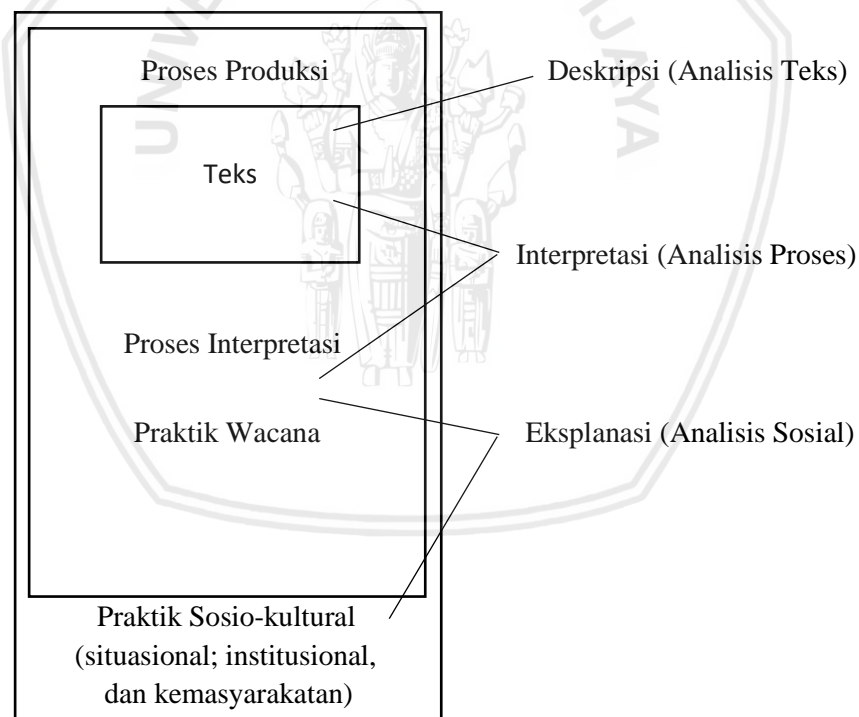 Proses Produksi
Deskripsi (Analisis Teks)
Teks
Interpretasi (Analisis Proses)
Proses Interpretasi
Praktik Wacana
Eksplanasi (Analisis Sosial)
Praktik Sosio-kultural
(situasional; institusional,
dan kemasyarakatan)